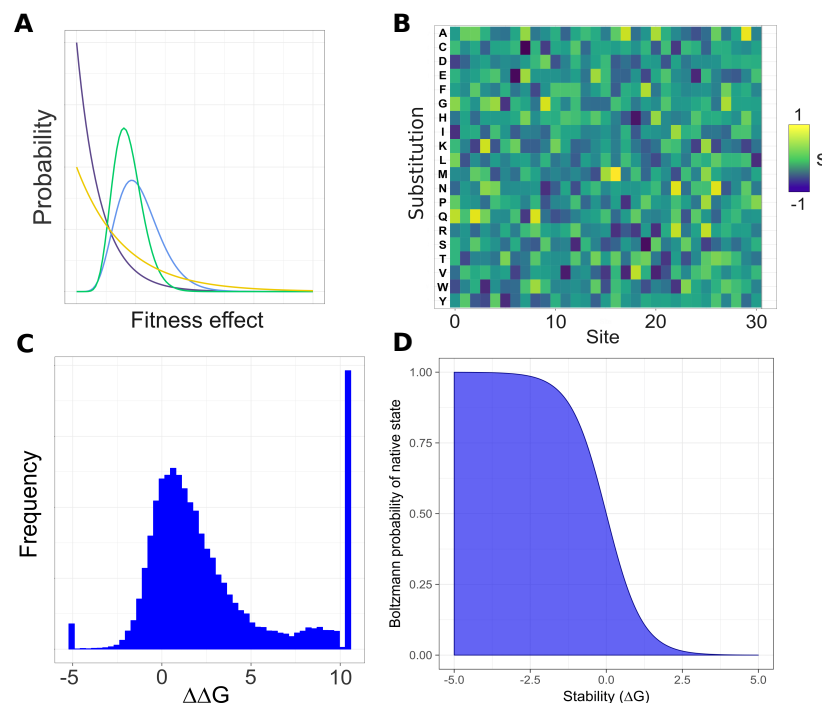 A
Probability
Fitness effect
B
Substitution
A
C
D
E
F
G
H
I
K
L
M
N
P
Q
R
S
T
V
W
Y
0 10 20 30
Site
1
S
-1
C
Frequency
-5 0 5 10
ΔΔG
D
Boltzmann probability of native state
1.00
0.75
0.50
0.25
0.00
-5.0 -2.5 0.0 2.5 5.0
Stability (ΔG)